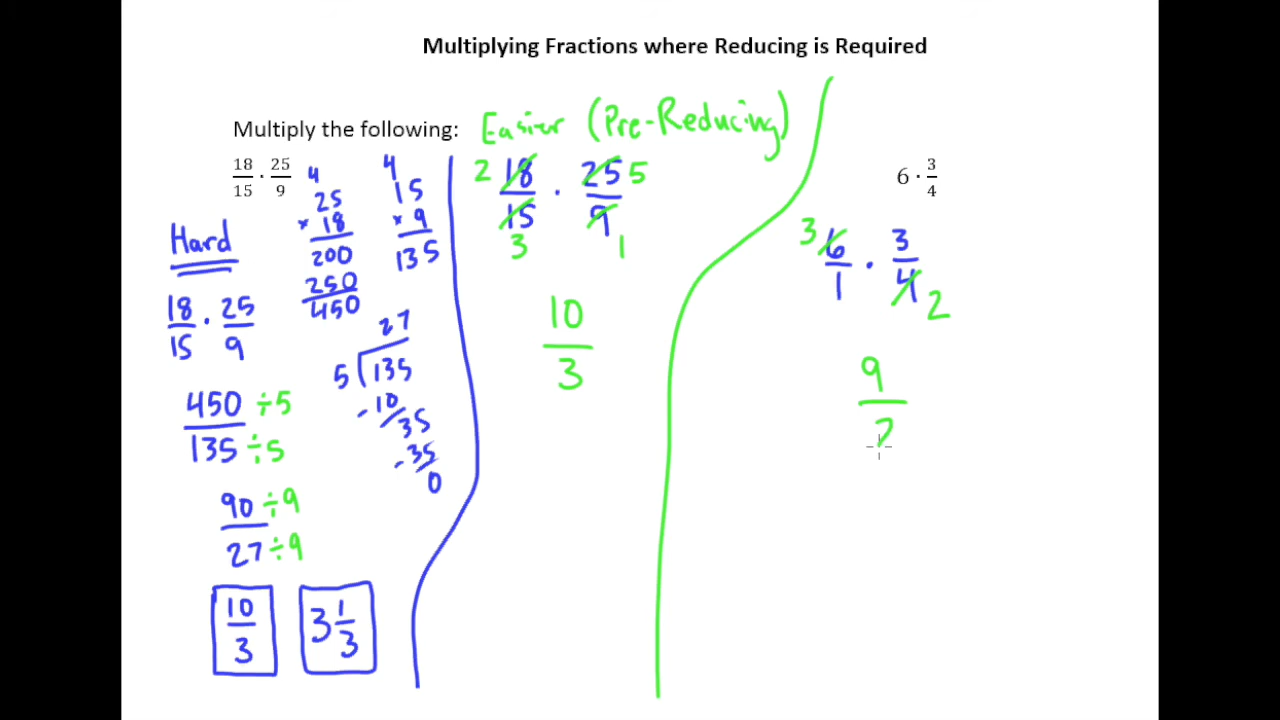 Multiplying Fractions where Reducing is Required
Multiply the following:
18/15 · 25/9
Hard
18/15 · 25/9
450 ÷5
135 ÷5
90 ÷9
27 ÷9
10/3
3 1/3
4
25
× 18
200
250
450
4
15
× 9
135
27
5 135
-10
35
-35
0
Easier (Pre-Reducing)
2 18/15 · 25/9 5
3 1
10/3
6 · 3/4
3 6/1 · 3/4 2
9/2